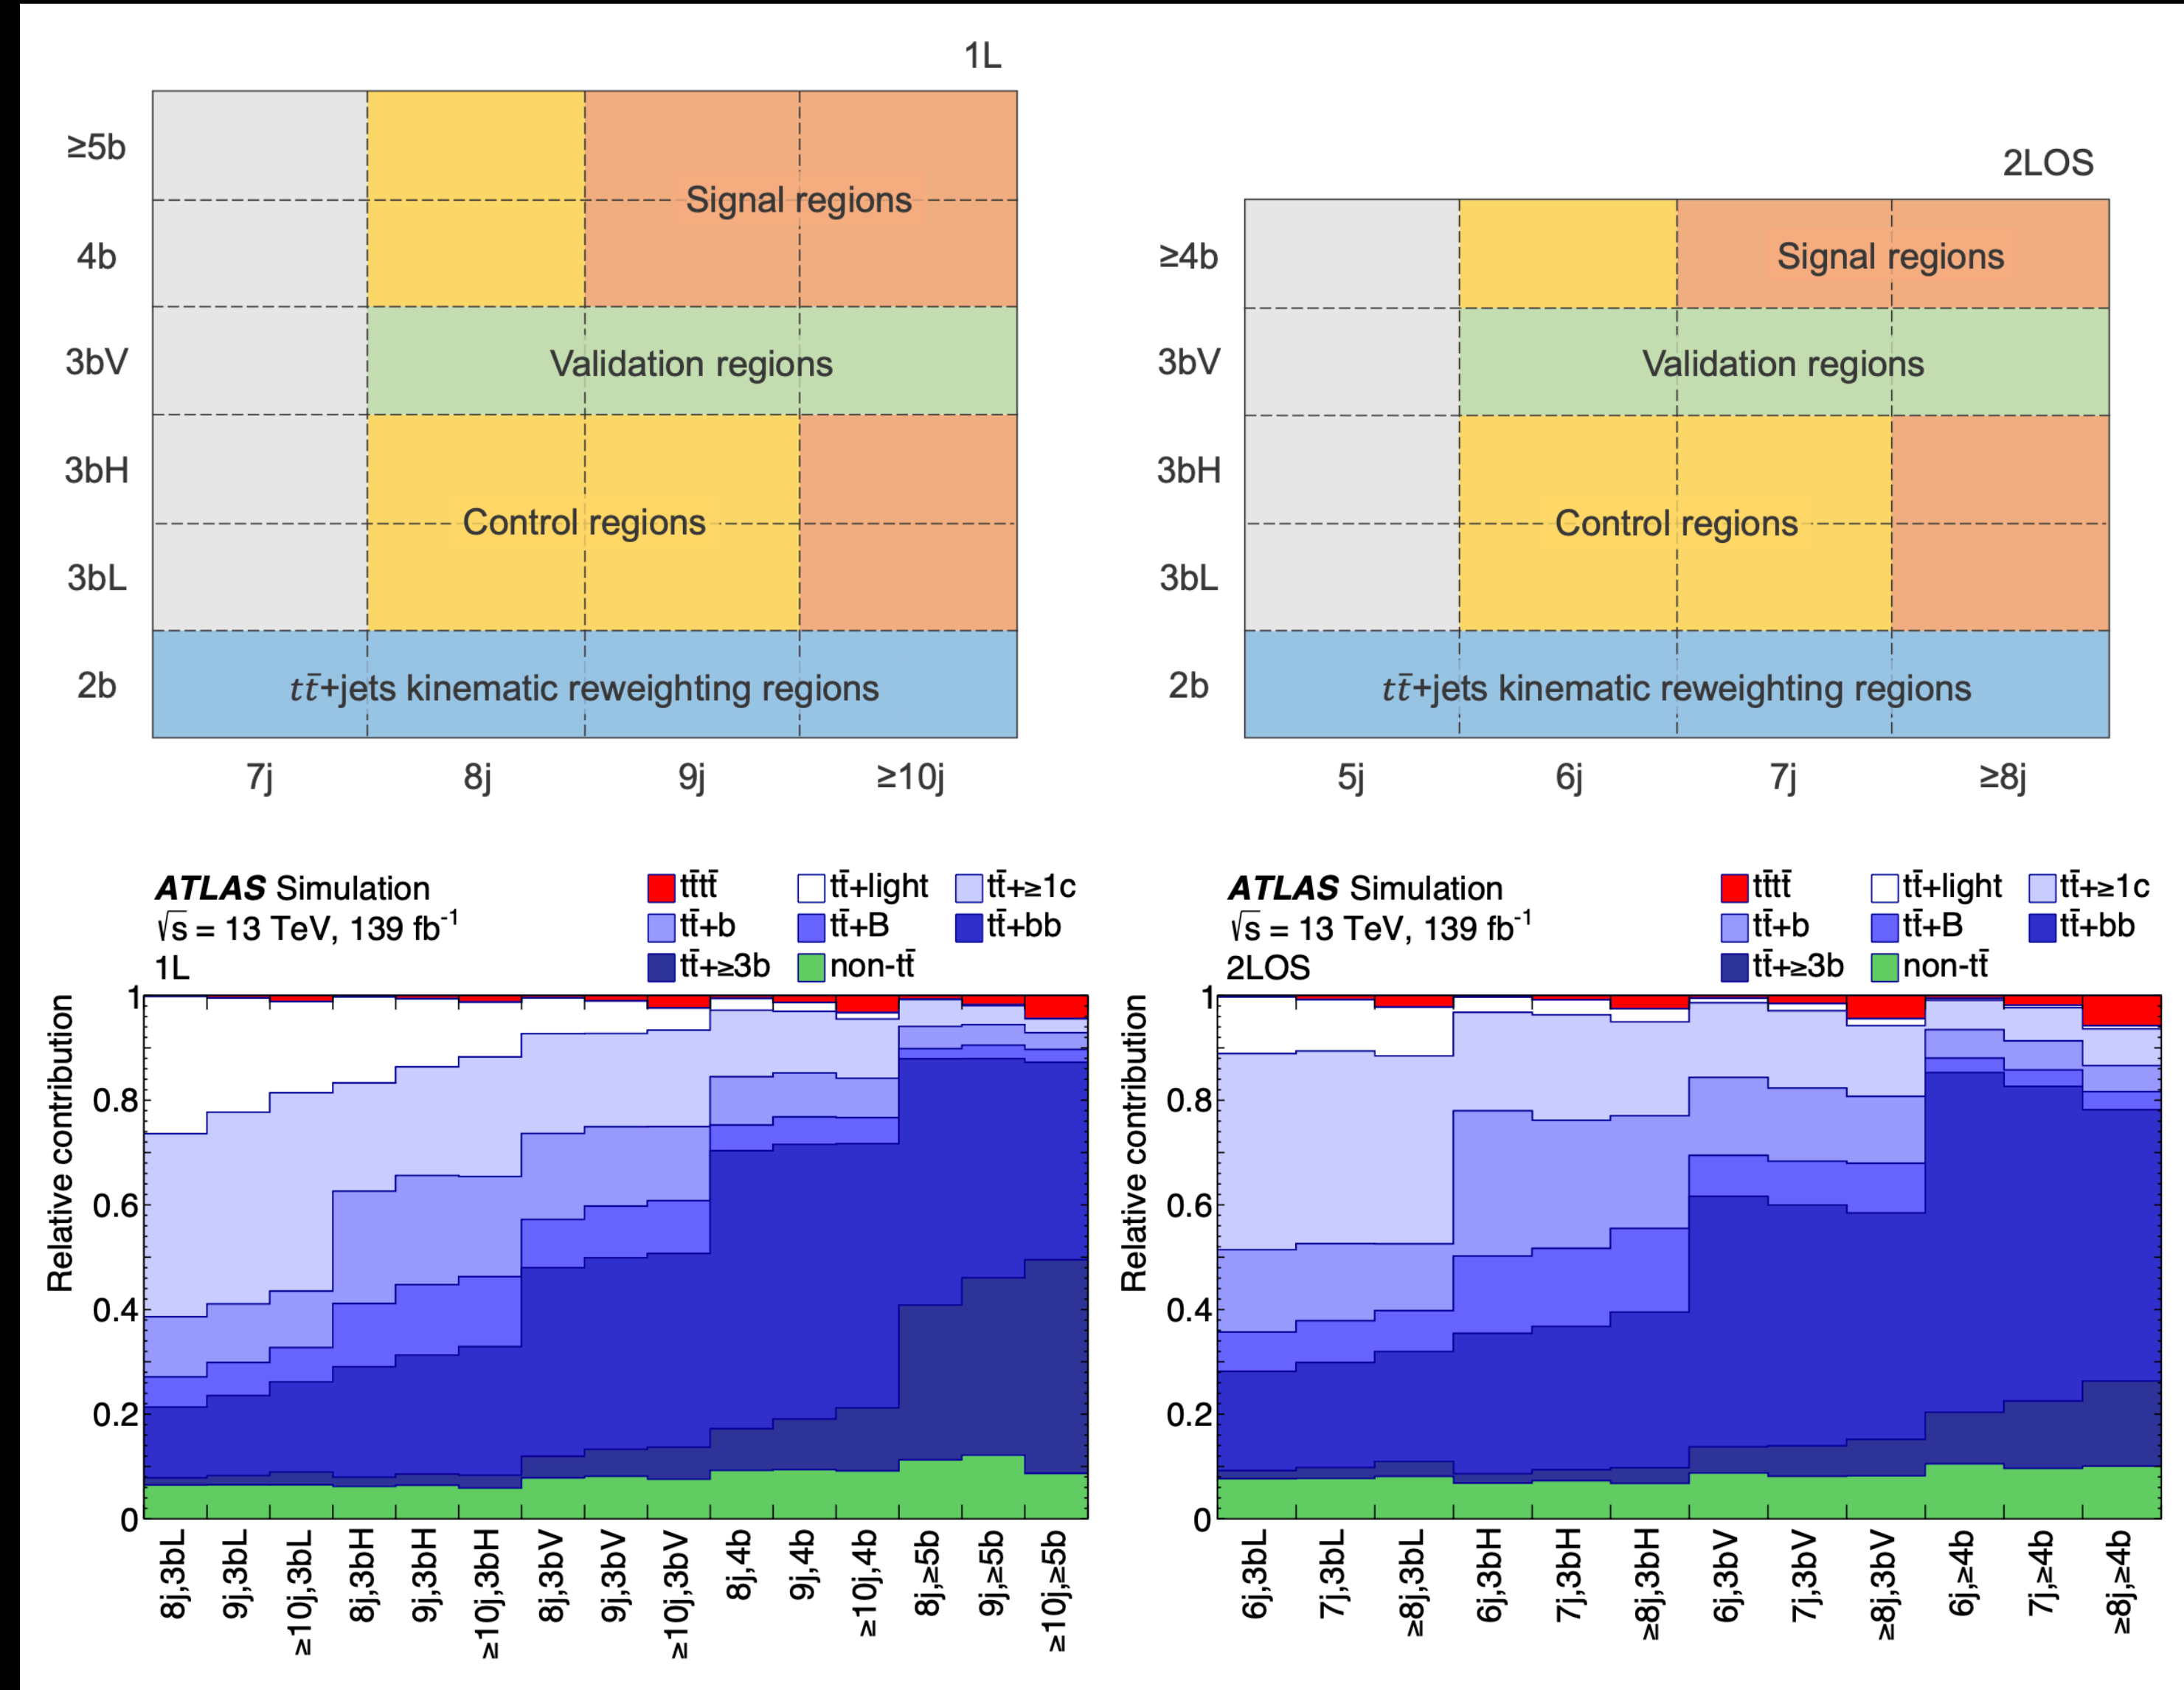 1L
≥5b
Signal regions
4b
3bV
Validation regions
3bH
Control regions
3bL
2b
tt̄+jets kinematic reweighting regions
7j 8j 9j ≥10j
2LOS
≥4b
Signal regions
3bV
Validation regions
3bH
Control regions
3bL
2b
tt̄+jets kinematic reweighting regions
5j 6j 7j ≥8j
ATLAS Simulation
√s = 13 TeV, 139 fb⁻¹
1L
tt̄tt̄ tt̄+light tt̄+≥1c
tt̄+b tt̄+B tt̄+bb
tt̄+≥3b non-tt̄
Relative contribution
1
0.8
0.6
0.4
0.2
0
8j,3bL
9j,3bL
≥10j,3bL
8j,3bH
9j,3bH
≥10j,3bH
8j,3bV
9j,3bV
≥10j,3bV
8j,4b
9j,4b
≥10j,4b
8j,≥5b
9j,≥5b
≥10j,≥5b
ATLAS Simulation
√s = 13 TeV, 139 fb⁻¹
2LOS
tt̄tt̄ tt̄+light tt̄+≥1c
tt̄+b tt̄+B tt̄+bb
tt̄+≥3b non-tt̄
Relative contribution
1
0.8
0.6
0.4
0.2
0
6j,3bL
7j,3bL
≥8j,3bL
6j,3bH
7j,3bH
≥8j,3bH
6j,3bV
7j,3bV
≥8j,3bV
6j,≥4b
7j,≥4b
≥8j,≥4b